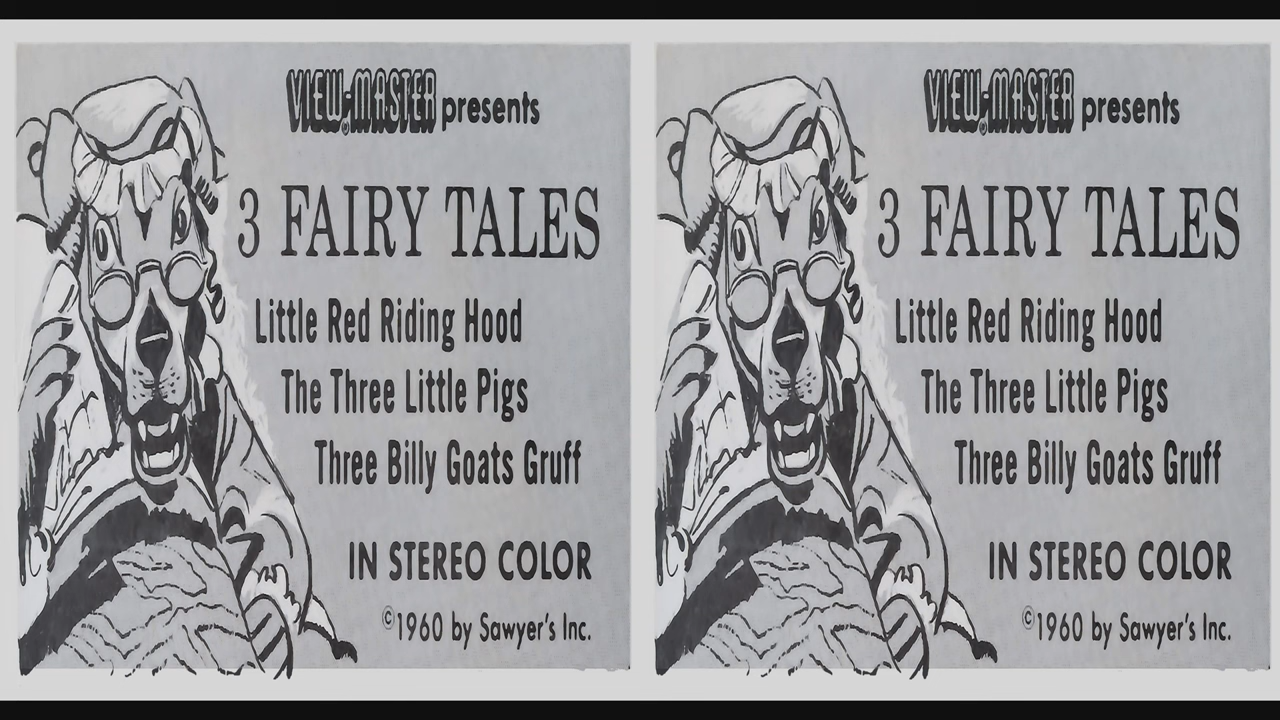 VIEW-MASTER presents
3 FAIRY TALES
Little Red Riding Hood
The Three Little Pigs
Three Billy Goats Gruff
IN STEREO COLOR
©1960 by Sawyer's Inc.
VIEW-MASTER presents
3 FAIRY TALES
Little Red Riding Hood
The Three Little Pigs
Three Billy Goats Gruff
IN STEREO COLOR
©1960 by Sawyer's Inc.